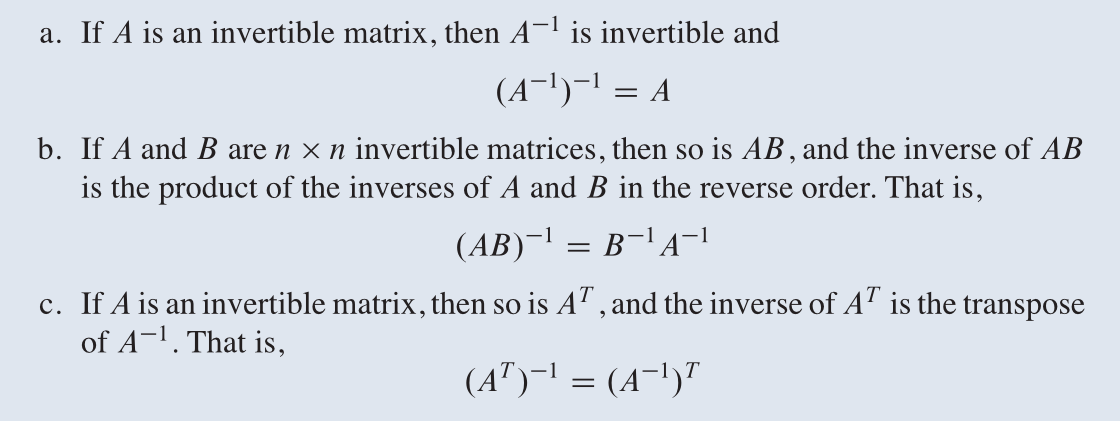 a. If A is an invertible matrix, then A⁻¹ is invertible and
(A⁻¹)⁻¹ = A
b. If A and B are n × n invertible matrices, then so is AB, and the inverse of AB
is the product of the inverses of A and B in the reverse order. That is,
(AB)⁻¹ = B⁻¹A⁻¹
c. If A is an invertible matrix, then so is Aᵀ, and the inverse of Aᵀ is the transpose
of A⁻¹. That is,
(Aᵀ)⁻¹ = (A⁻¹)ᵀ